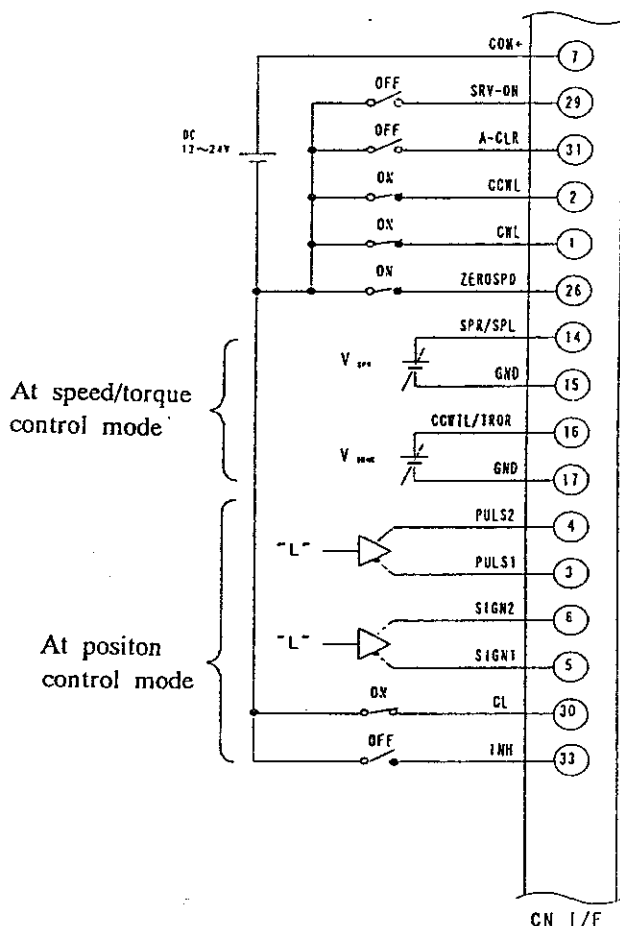 COM+ 7
OFF SRV-ON 29
DC
12~24V
OFF A-CLR 31
ON CCWL 2
ON CWL 1
ON ZEROSPD 26
SPR/SPL 14
V SPR
GND 15
At speed/torque
control mode
CCWTL/TRQR 16
V
GND 17
PULS2 4
"L"
PULS1 3
SIGN2 6
"L"
SIGN1 5
At positon
control mode
ON CL 30
OFF INH 33
CN I/F